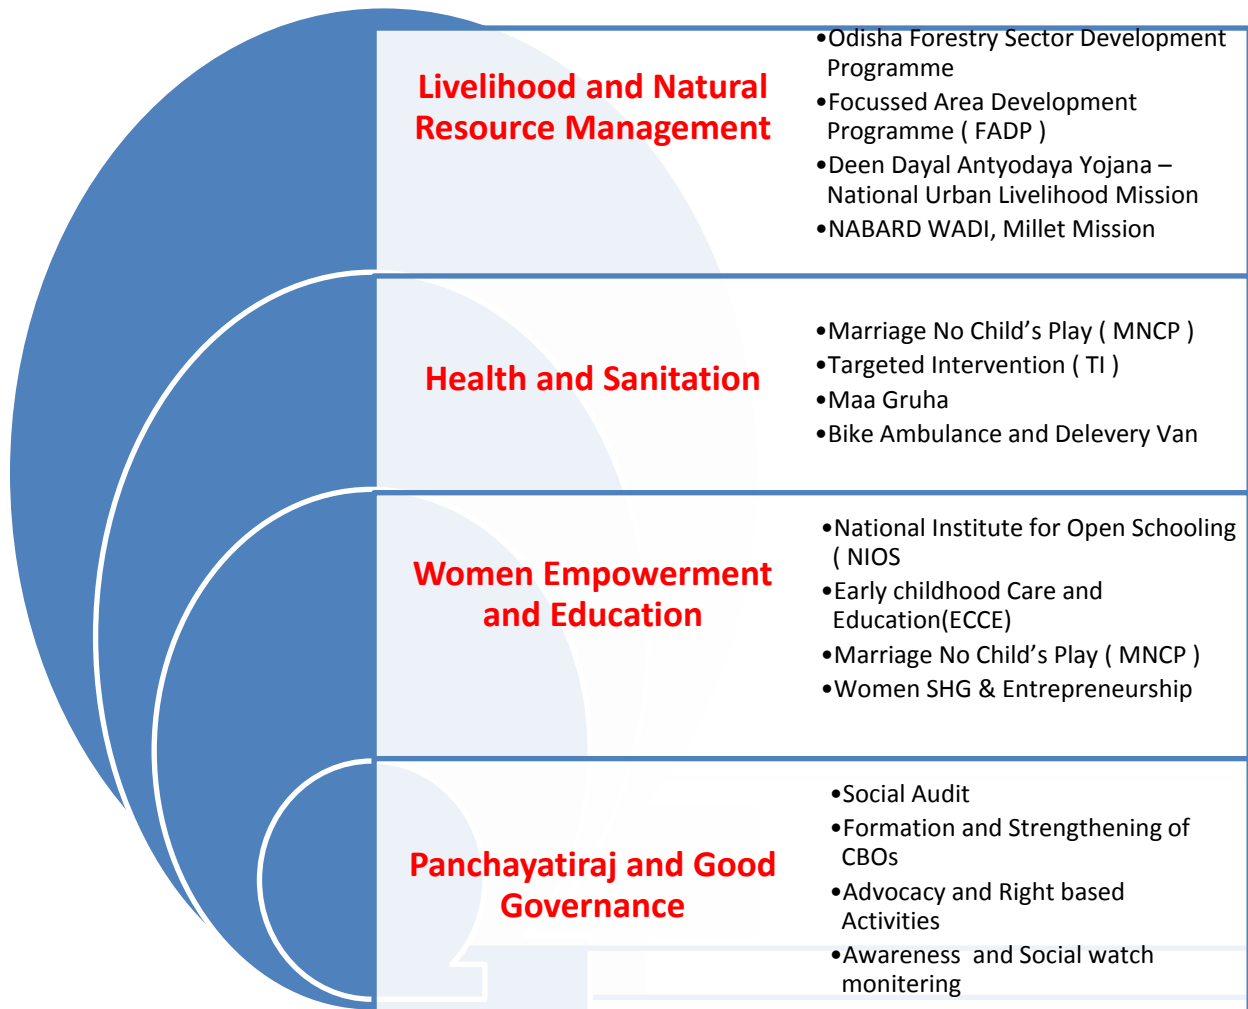 Livelihood and Natural
Resource Management
•Odisha Forestry Sector Development
Programme
•Focussed Area Development
Programme ( FADP )
•Deen Dayal Antyodaya Yojana –
National Urban Livelihood Mission
•NABARD WADI, Millet Mission
Health and Sanitation
•Marriage No Child’s Play ( MNCP )
•Targeted Intervention ( TI )
•Maa Gruha
•Bike Ambulance and Delevery Van
Women Empowerment
and Education
•National Institute for Open Schooling
( NIOS
•Early childhood Care and
Education(ECCE)
•Marriage No Child’s Play ( MNCP )
•Women SHG & Entrepreneurship
Panchayatiraj and Good
Governance
•Social Audit
•Formation and Strengthening of
CBOs
•Advocacy and Right based
Activities
•Awareness and Social watch
monitering